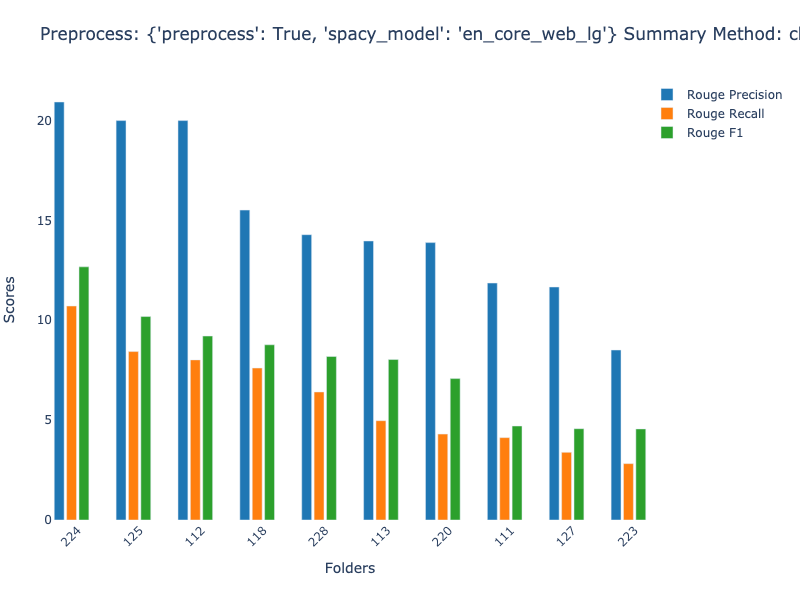 Preprocess: {'preprocess': True, 'spacy_model': 'en_core_web_lg'} Summary Method:
Rouge Precision
Rouge Recall
Rouge F1
Scores
20
15
10
5
0
224 125 112 118 228 113 220 111 127 223
Folders